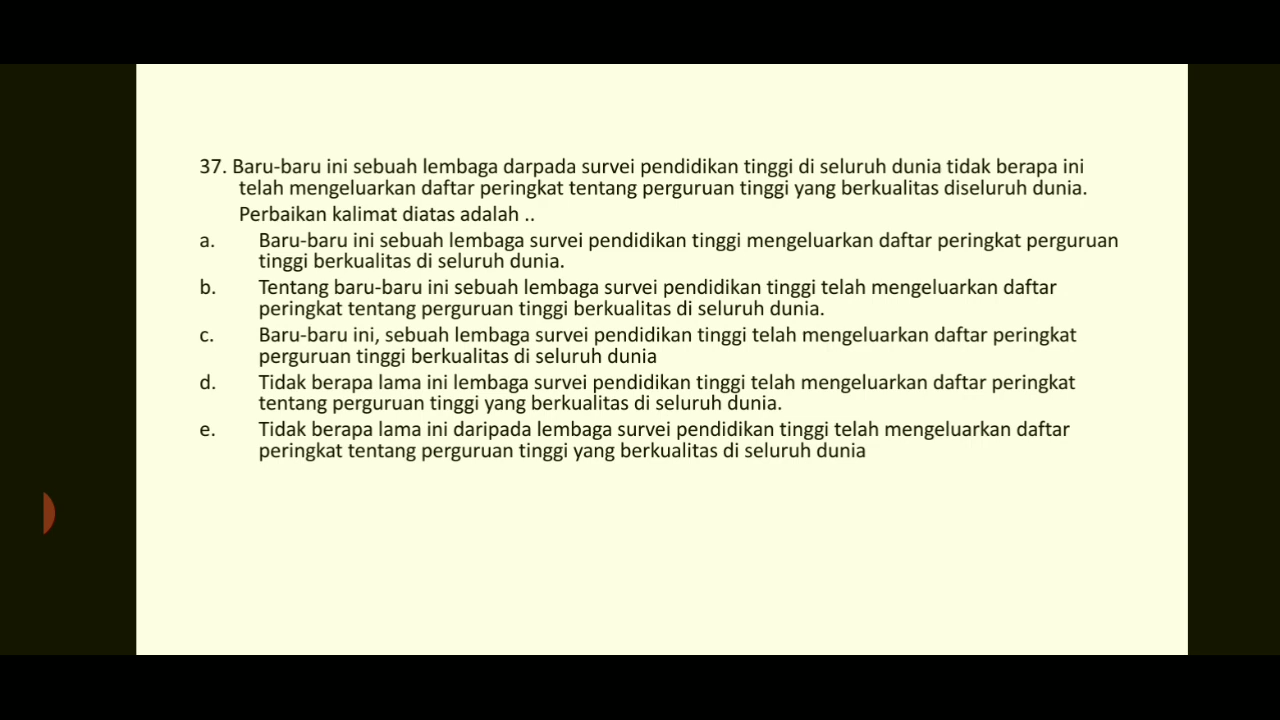 37. Baru-baru ini sebuah lembaga darpada survei pendidikan tinggi di seluruh dunia tidak berapa ini
telah mengeluarkan daftar peringkat tentang perguruan tinggi yang berkualitas diseluruh dunia.
Perbaikan kalimat diatas adalah ..
a. Baru-baru ini sebuah lembaga survei pendidikan tinggi mengeluarkan daftar peringkat perguruan
tinggi berkualitas di seluruh dunia.
b. Tentang baru-baru ini sebuah lembaga survei pendidikan tinggi telah mengeluarkan daftar
peringkat tentang perguruan tinggi berkualitas di seluruh dunia.
c. Baru-baru ini, sebuah lembaga survei pendidikan tinggi telah mengeluarkan daftar peringkat
perguruan tinggi berkualitas di seluruh dunia
d. Tidak berapa lama ini lembaga survei pendidikan tinggi telah mengeluarkan daftar peringkat
tentang perguruan tinggi yang berkualitas di seluruh dunia.
e. Tidak berapa lama ini daripada lembaga survei pendidikan tinggi telah mengeluarkan daftar
peringkat tentang perguruan tinggi yang berkualitas di seluruh dunia